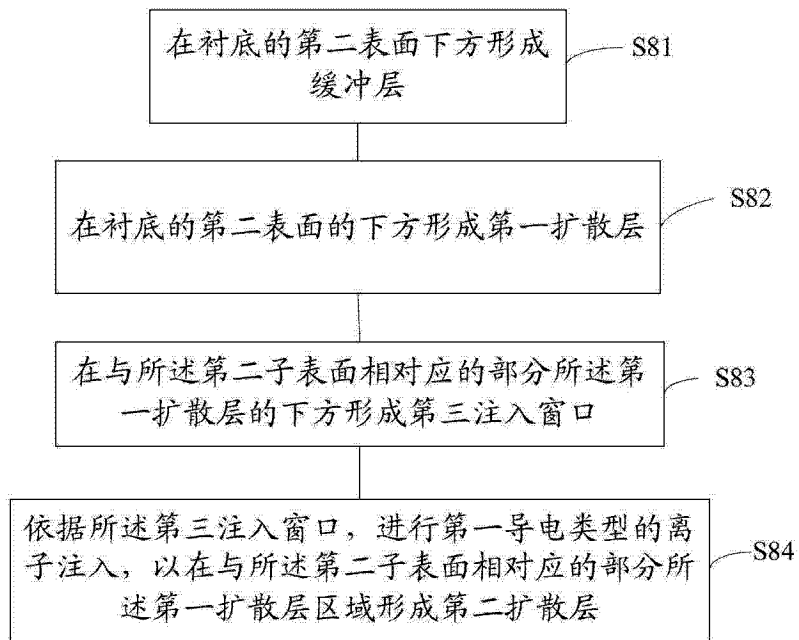 在衬底的第二表面下方形成
缓冲层
S81
在衬底的第二表面的下方形成第一扩散层
S82
在与所述第二子表面相对应的部分所述第
一扩散层的下方形成第三注入窗口
S83
依据所述第三注入窗口，进行第一导电类型的离
子注入，以在与所述第二子表面相对应的部分所
述第一扩散层区域形成第二扩散层
S84